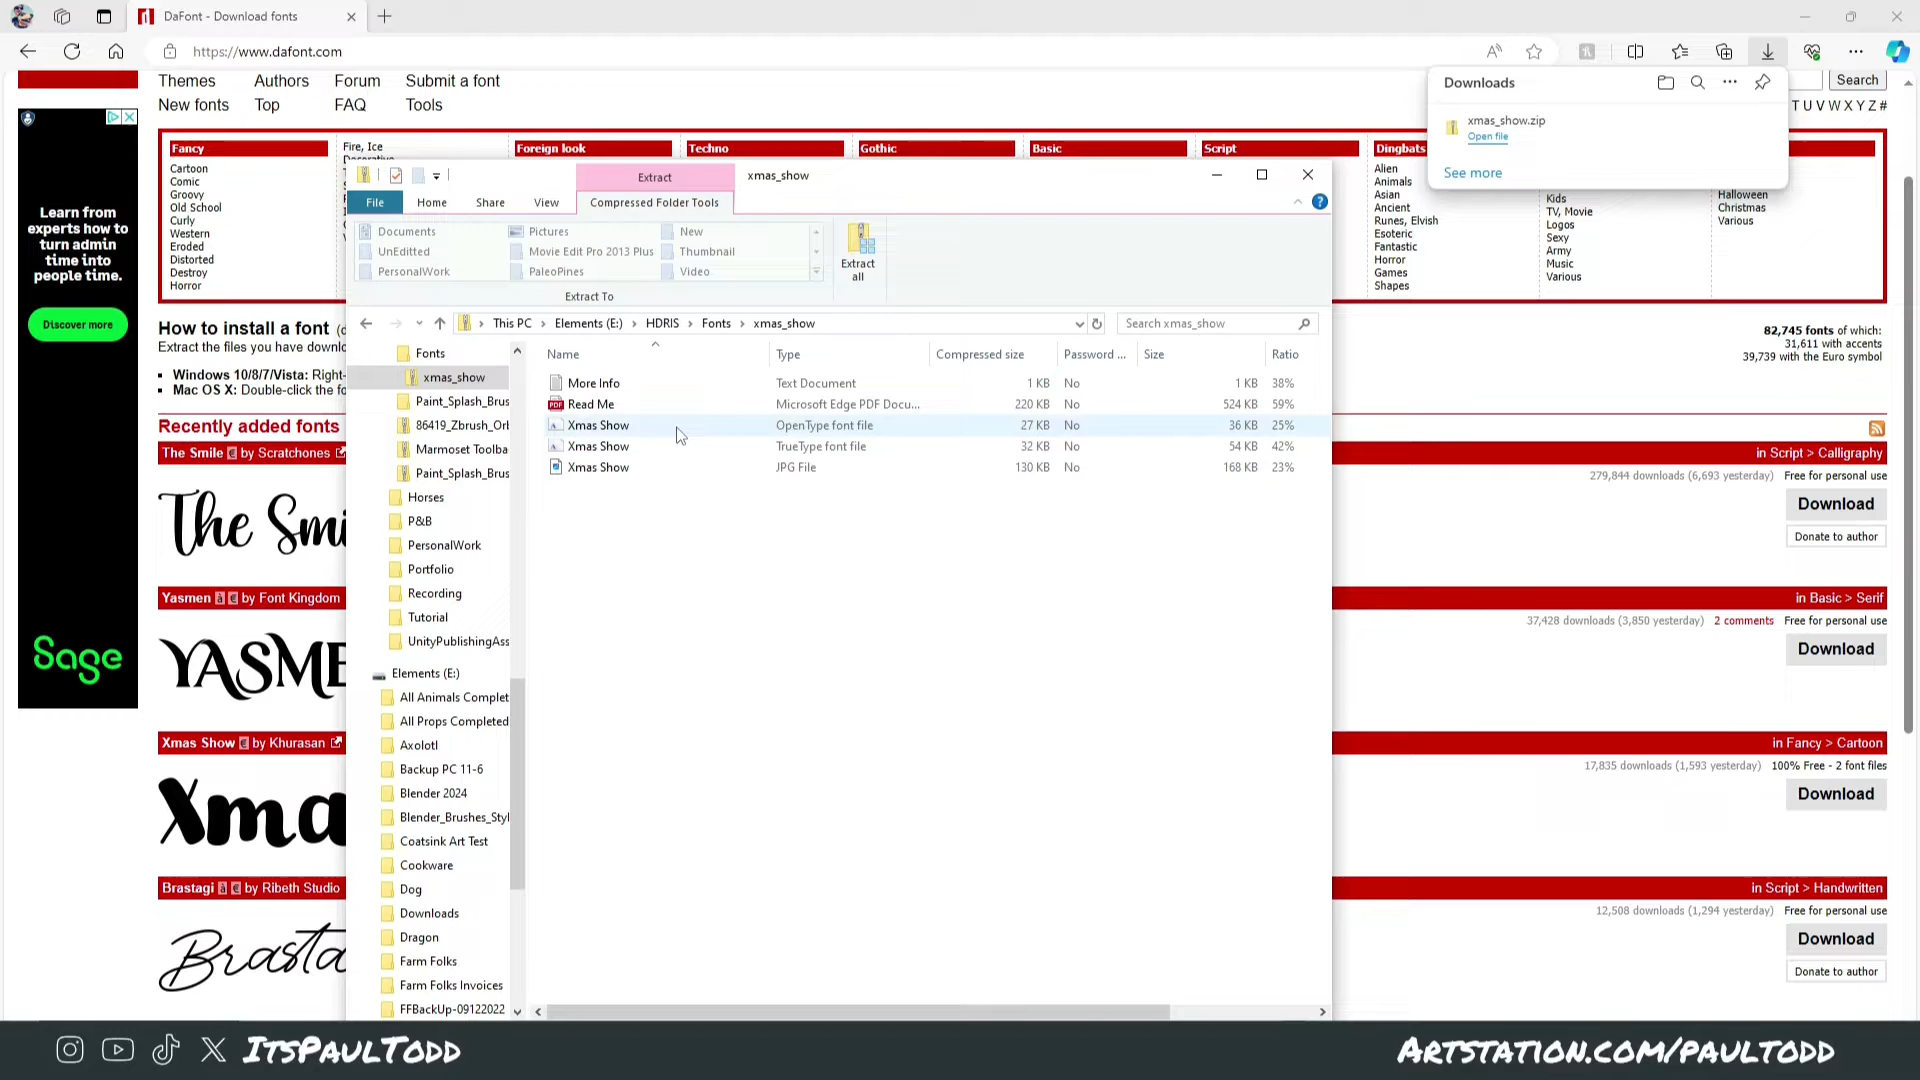 DaFont - Download fonts
https://www.dafont.com
Themes Authors Forum Submit a font
New fonts Top FAQ Tools
Search
T U V W X Y Z #
Downloads
xmas_show.zip
Open file
See more
Learn from
experts how to
turn admin
time into
people time.
Discover more
Sage
Fancy
Cartoon
Comic
Groovy
Old School
Curly
Western
Eroded
Distorted
Destroy
Horror
Fire, Ice
Decorative
Foreign look
Techno
Gothic
Basic
Script
Dingbats
Alien
Animals
Asian
Ancient
Runes, Elvish
Esoteric
Fantastic
Horror
Games
Shapes
Kids
TV, Movie
Logos
Sexy
Army
Music
Various
Halloween
Christmas
Various
Extract
xmas_show
File Home Share View Compressed Folder Tools
Documents Pictures New
UnEditted Movie Edit Pro 2013 Plus Thumbnail
PersonalWork PaleoPines Video
Extract To
Extract
all
This PC > Elements (E:) > HDRIS > Fonts > xmas_show
Search xmas_show
Name Type Compressed size Password ... Size Ratio
More Info Text Document 1 KB No 1 KB 38%
Read Me Microsoft Edge PDF Docu... 220 KB No 524 KB 59%
Xmas Show OpenType font file 27 KB No 36 KB 25%
Xmas Show TrueType font file 32 KB No 54 KB 42%
Xmas Show JPG File 130 KB No 168 KB 23%
Fonts
xmas_show
Paint_Splash_Brus
86419_Zbrush_Orb
Marmoset Toolba
Paint_Splash_Brus
Horses
P&B
PersonalWork
Portfolio
Recording
Tutorial
UnityPublishingAss
Elements (E:)
All Animals Complet
All Props Completed
Axolotl
Backup PC 11-6
Blender 2024
Blender_Brushes_Styl
Coatsink Art Test
Cookware
Dog
Downloads
Dragon
Farm Folks
Farm Folks Invoices
FFBackUp-09122022
How to install a font (d
Extract the files you have downlo
Windows 10/8/7/Vista: Right-
Mac OS X: Double-click the fo
82,745 fonts of which:
31,611 with accents
39,739 with the Euro symbol
Recently added fonts
The Smile € by Scratchones
in Script > Calligraphy
279,844 downloads (6,693 yesterday) Free for personal use
The Smi
Download
Donate to author
Yasmen à € by Font Kingdom
in Basic > Serif
37,428 downloads (3,850 yesterday) 2 comments Free for personal use
YASME
Download
Xmas Show € by Khurasan
in Fancy > Cartoon
17,835 downloads (1,593 yesterday) 100% Free - 2 font files
Xma
Download
Brastagi à € by Ribeth Studio
in Script > Handwritten
12,508 downloads (1,294 yesterday) Free for personal use
Brasta
Download
Donate to author
ItsPaulTodd
Artstation.com/paultodd